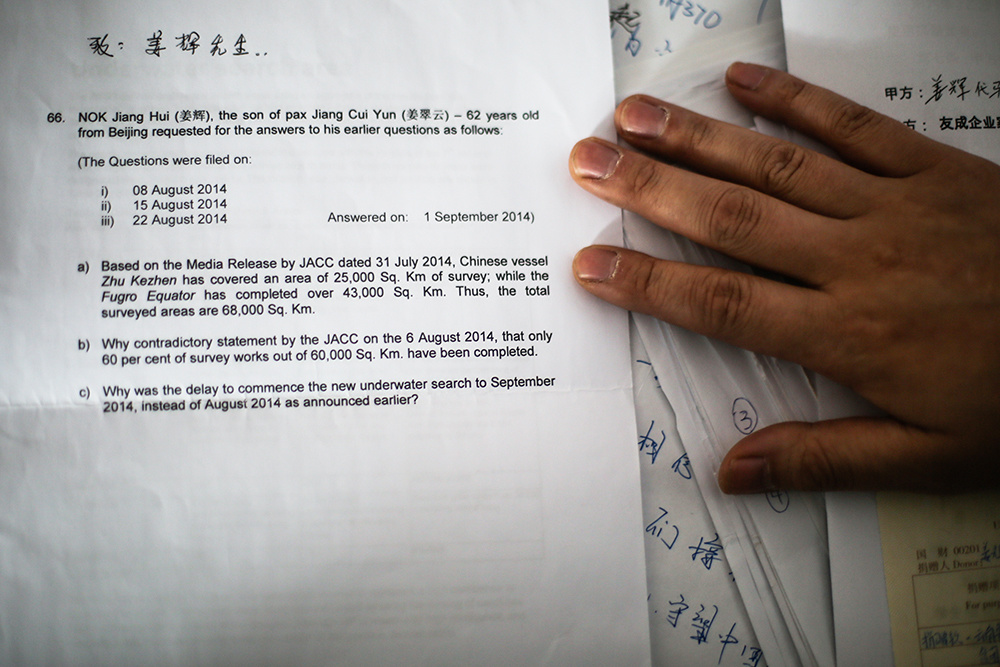 致：姜辉先生..
66. NOK Jiang Hui (姜辉), the son of pax Jiang Cui Yun (姜翠云) – 62 years old
from Beijing requested for the answers to his earlier questions as follows:
(The Questions were filed on:
i) 08 August 2014
ii) 15 August 2014
iii) 22 August 2014 Answered on: 1 September 2014)
a) Based on the Media Release by JACC dated 31 July 2014, Chinese vessel
Zhu Kezhen has covered an area of 25,000 Sq. Km of survey; while the
Fugro Equator has completed over 43,000 Sq. Km. Thus, the total
surveyed areas are 68,000 Sq. Km.
b) Why contradictory statement by the JACC on the 6 August 2014, that only
60 per cent of survey works out of 60,000 Sq. Km. have been completed.
c) Why was the delay to commence the new underwater search to September
2014, instead of August 2014 as announced earlier?
370
③
④
相信
们
中国
甲方：姜辉代
方：友成企业
国财 00201
捐赠人 Donor
捐赠
For pur